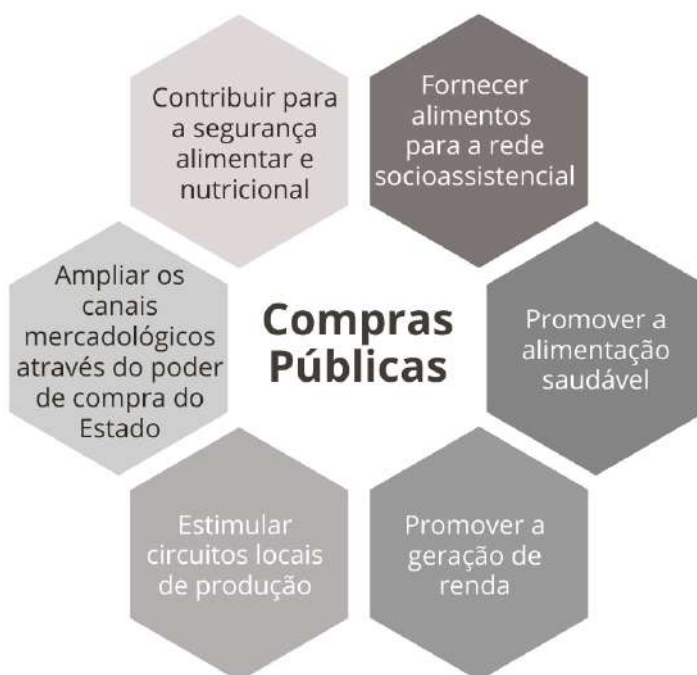 Contribuir para
a segurança
alimentar e
nutricional
Fornecer
alimentos
para a rede
socioassistencial
Ampliar os
canais
mercadológicos
através do poder
de compra do
Estado
Compras
Públicas
Promover a
alimentação
saudável
Estimular
circuitos locais
de produção
Promover a
geração de
renda